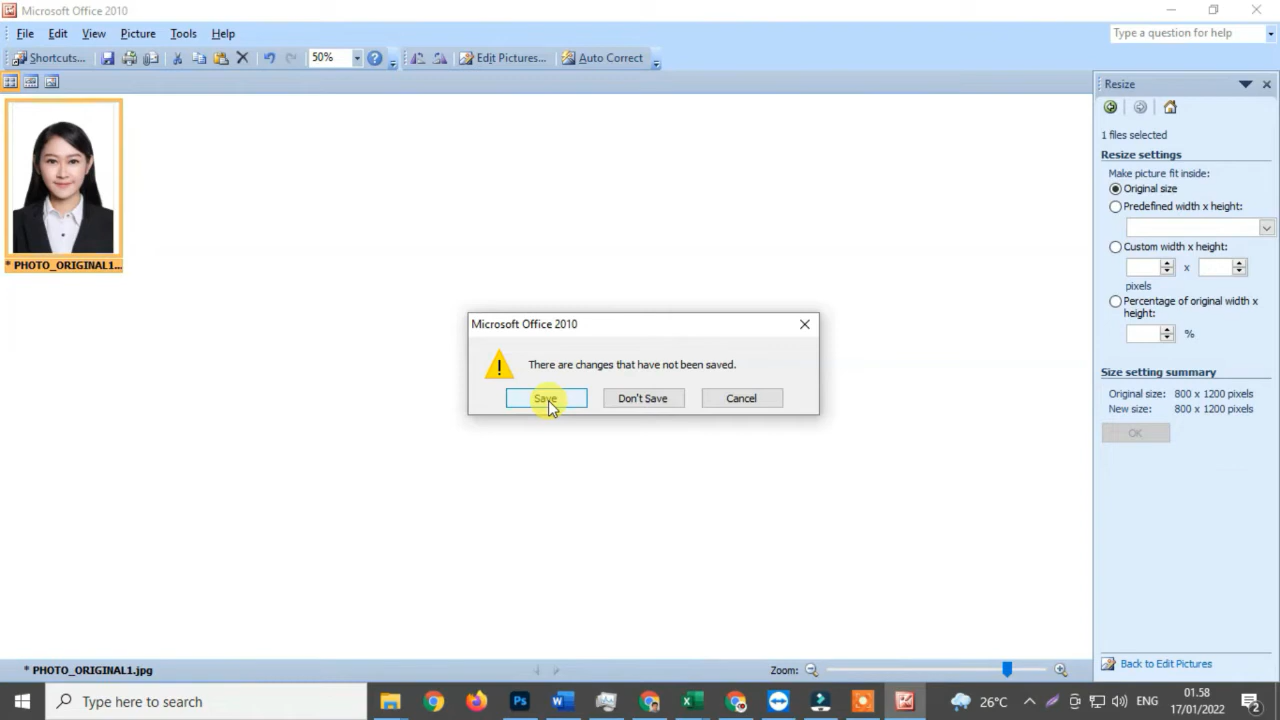 Microsoft Office 2010
File Edit View Picture Tools Help
Type a question for help
Shortcuts... 50% Edit Pictures... Auto Correct
Resize
1 files selected
Resize settings
Make picture fit inside:
Original size
Predefined width x height:
Custom width x height:
x
pixels
Percentage of original width x
height:
%
Size setting summary
Original size: 800 x 1200 pixels
New size: 800 x 1200 pixels
OK
Back to Edit Pictures
* PHOTO_ORIGINAL1...
Microsoft Office 2010
There are changes that have not been saved.
Save Don't Save Cancel
* PHOTO_ORIGINAL1.jpg
Zoom:
Type here to search
26°C
ENG
01.58
17/01/2022
2